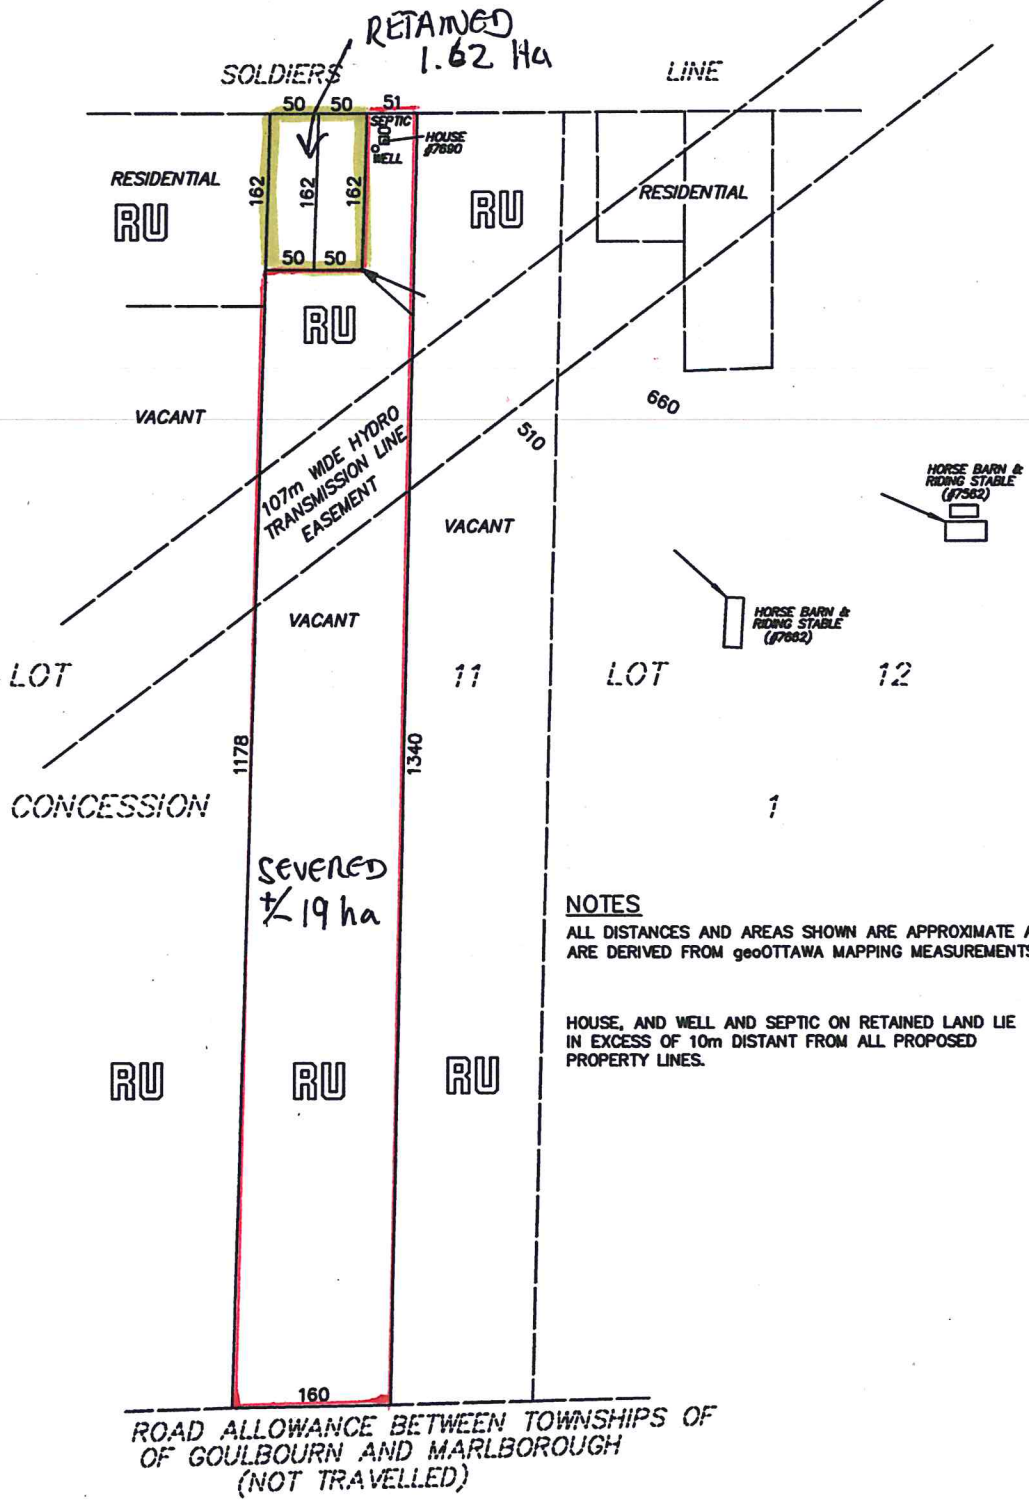 RETAINED
1.62 Ha
SOLDIERS
LINE
50
50
51
SEPTIC
HOUSE
#7690
WELL
RESIDENTIAL
RU
162
162
162
RU
RESIDENTIAL
50
50
RU
VACANT
660
510
107m WIDE HYDRO
TRANSMISSION LINE
EASEMENT
HORSE BARN &
RIDING STABLE
(#7562)
VACANT
VACANT
HORSE BARN &
RIDING STABLE
(#7662)
LOT
11
LOT
12
1178
1340
CONCESSION
1
SEVERED
+/- 19 ha
NOTES
ALL DISTANCES AND AREAS SHOWN ARE APPROXIMATE
ARE DERIVED FROM geoOTTAWA MAPPING MEASUREMENTS
HOUSE, AND WELL AND SEPTIC ON RETAINED LAND LIE
IN EXCESS OF 10m DISTANT FROM ALL PROPOSED
PROPERTY LINES.
RU
RU
RU
160
ROAD ALLOWANCE BETWEEN TOWNSHIPS OF
OF GOULBOURN AND MARLBOROUGH
(NOT TRAVELLED)